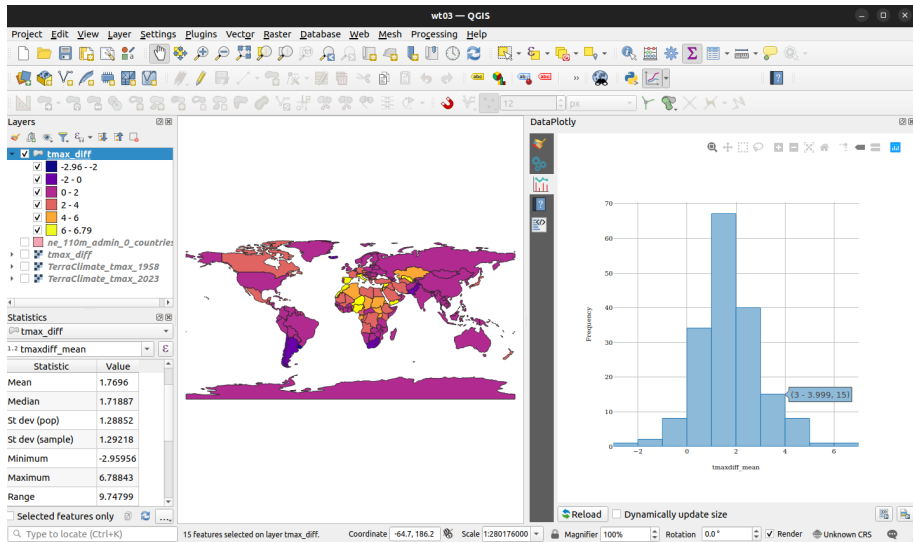 wt03 — QGIS
Project Edit View Layer Settings Plugins Vector Raster Database Web Mesh Processing Help
abc abc abc »
12 px
Layers
tmax_diff
-2.96 - -2
-2 - 0
0 - 2
2 - 4
4 - 6
6 - 6.79
ne_110m_admin_0_countries
tmax_diff
TerraClimate_tmax_1958
TerraClimate_tmax_2023
Statistics
tmax_diff
1.2 tmaxdiff_mean ε
Statistic Value
Mean 1.7696
Median 1.71887
St dev (pop) 1.28852
St dev (sample) 1.29218
Minimum -2.95956
Maximum 6.78843
Range 9.74799
Selected features only ...
DataPlotly
70
60
50
40
30
20
10
0
Frequency
(3 - 3.999, 15)
−2 0 2 4 6
tmaxdiff_mean
Reload Dynamically update size
Type to locate (Ctrl+K) 15 features selected on layer tmax_diff. Coordinate -64.7, 186.2 Scale 1:280176000 Magnifier 100% Rotation 0.0° Render Unknown CRS